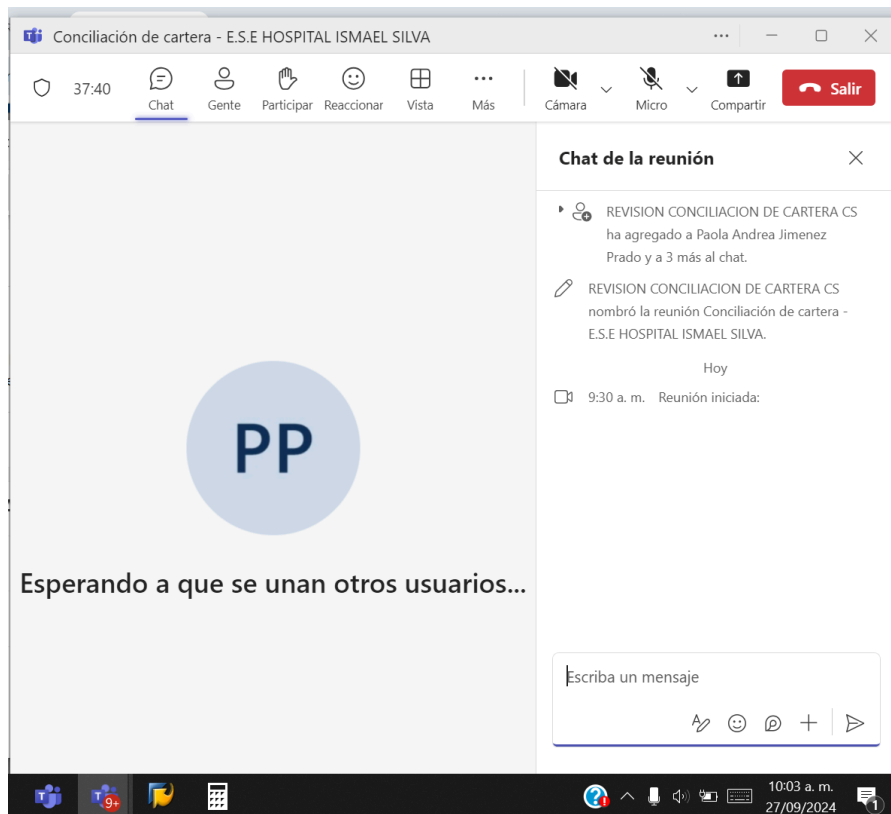 Conciliación de cartera - E.S.E HOSPITAL ISMAEL SILVA
37:40
Chat
Gente
Participar
Reaccionar
Vista
Más
Cámara
Micro
Compartir
Salir
Chat de la reunión
REVISION CONCILIACION DE CARTERA CS
ha agregado a Paola Andrea Jimenez
Prado y a 3 más al chat.
REVISION CONCILIACION DE CARTERA CS
nombró la reunión Conciliación de cartera -
E.S.E HOSPITAL ISMAEL SILVA.
Hoy
9:30 a. m. Reunión iniciada:
PP
Esperando a que se unan otros usuarios...
Escriba un mensaje
9+
10:03 a. m.
27/09/2024
1